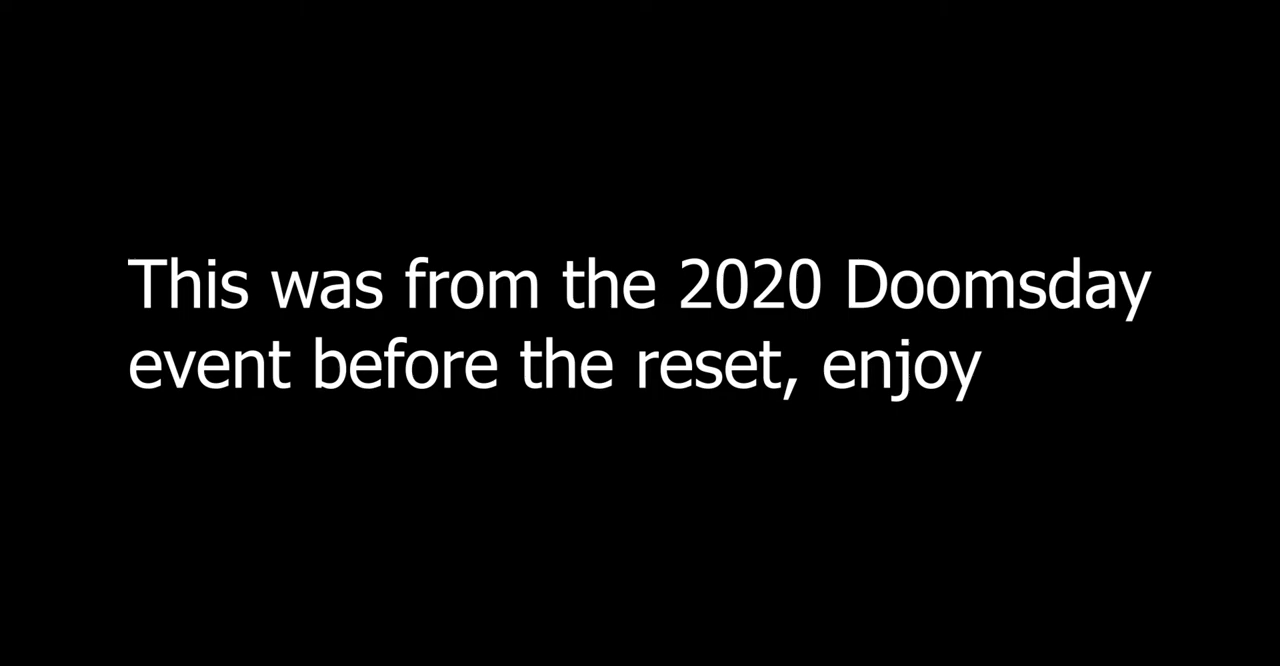 This was from the 2020 Doomsday
event before the reset, enjoy